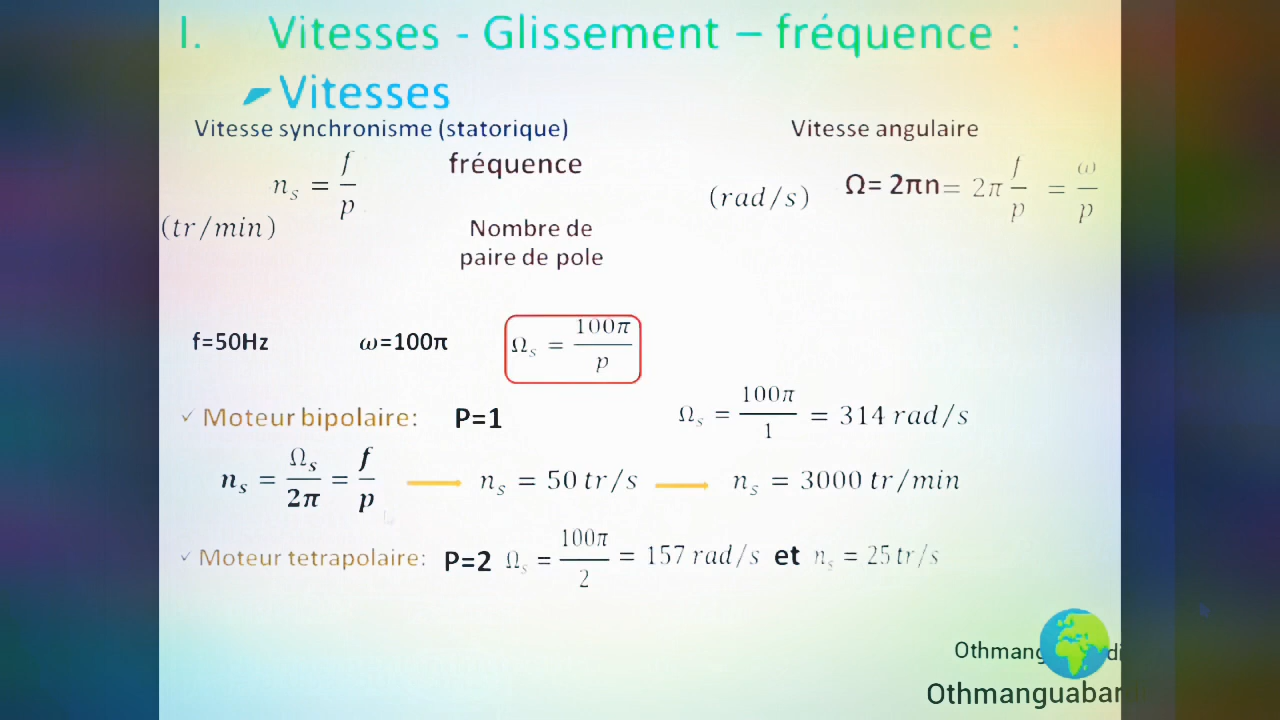 I. Vitesses - Glissement – fréquence :
Vitesses
Vitesse synchronisme (statorique)
Vitesse angulaire
n_s = f/p
fréquence
(rad/s)
Ω= 2πn = 2π f/p = ω/p
(tr/min)
Nombre de
paire de pole
f=50Hz
ω=100π
Ω_s = 100π/p
✓ Moteur bipolaire: P=1
Ω_s = 100π/1 = 314 rad/s
n_s = Ω_s/2π = f/p
n_s = 50 tr/s
n_s = 3000 tr/min
✓ Moteur tetrapolaire: P=2 Ω_s = 100π/2 = 157 rad/s et n_s = 25 tr/s